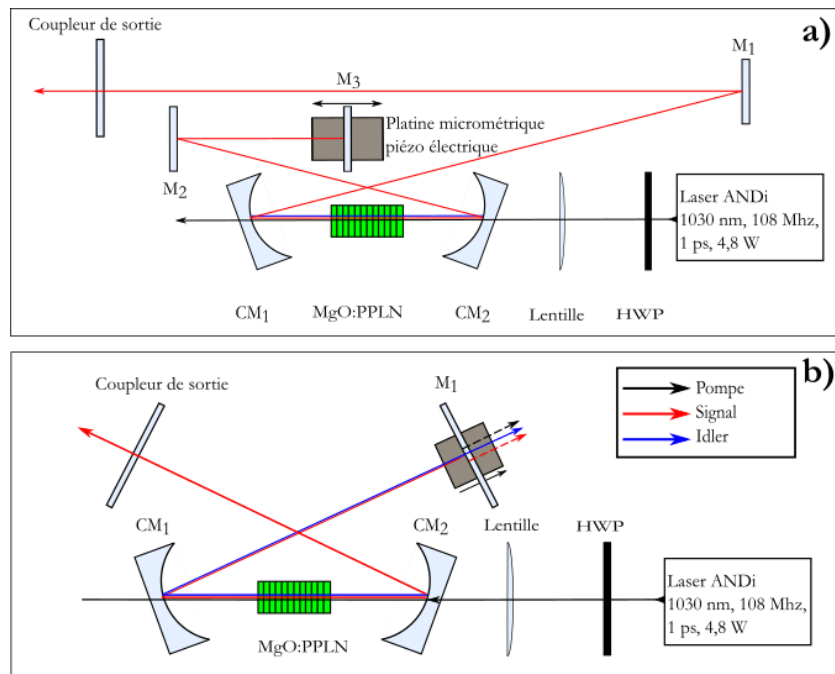 a)
Coupleur de sortie
M1
M3
Platine micrométrique
piézo électrique
M2
Laser ANDi
1030 nm, 108 Mhz,
1 ps, 4,8 W
CM1
MgO:PPLN
CM2
Lentille
HWP
b)
Coupleur de sortie
M1
Pompe
Signal
Idler
CM1
CM2
Lentille
HWP
Laser ANDi
1030 nm, 108 Mhz,
1 ps, 4,8 W
MgO:PPLN